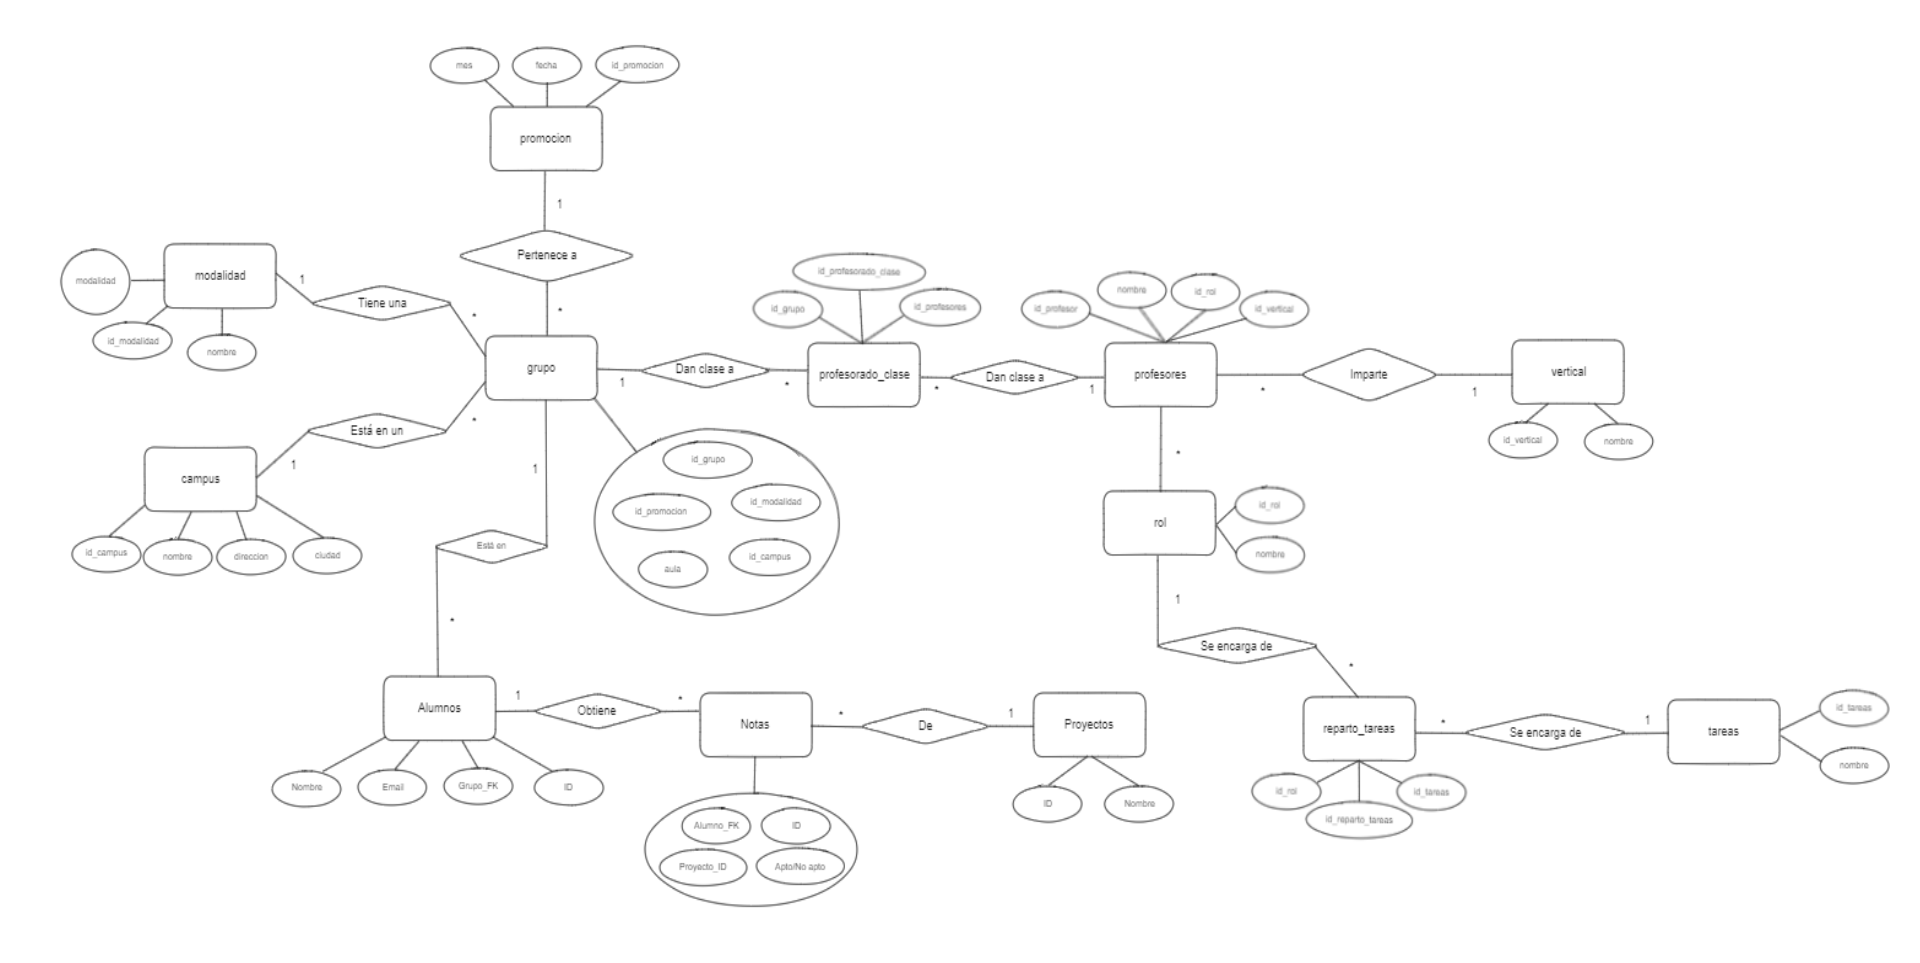 mes
fecha
id_promocion
promocion
1
Pertenece a
*
modalidad
modalidad
id_modalidad
nombre
1
Tiene una
*
grupo
1
Dan clase a
*
id_profesorado_clase
id_grupo
id_profesores
profesorado_clase
*
Dan clase a
1
id_profesor
nombre
id_rol
id_vertical
profesores
*
Imparte
1
vertical
id_vertical
nombre
*
Está en un
1
campus
id_campus
nombre
direccion
ciudad
id_grupo
id_promocion
id_modalidad
aula
id_campus
1
Está en
*
*
rol
id_rol
nombre
1
Se encarga de
*
Alumnos
Nombre
Email
Grupo_FK
ID
1
Obtiene
*
Notas
Alumno_FK
ID
Proyecto_ID
Apto/No apto
*
De
1
Proyectos
ID
Nombre
reparto_tareas
id_rol
id_reparto_tareas
id_tareas
*
Se encarga de
1
tareas
id_tareas
nombre